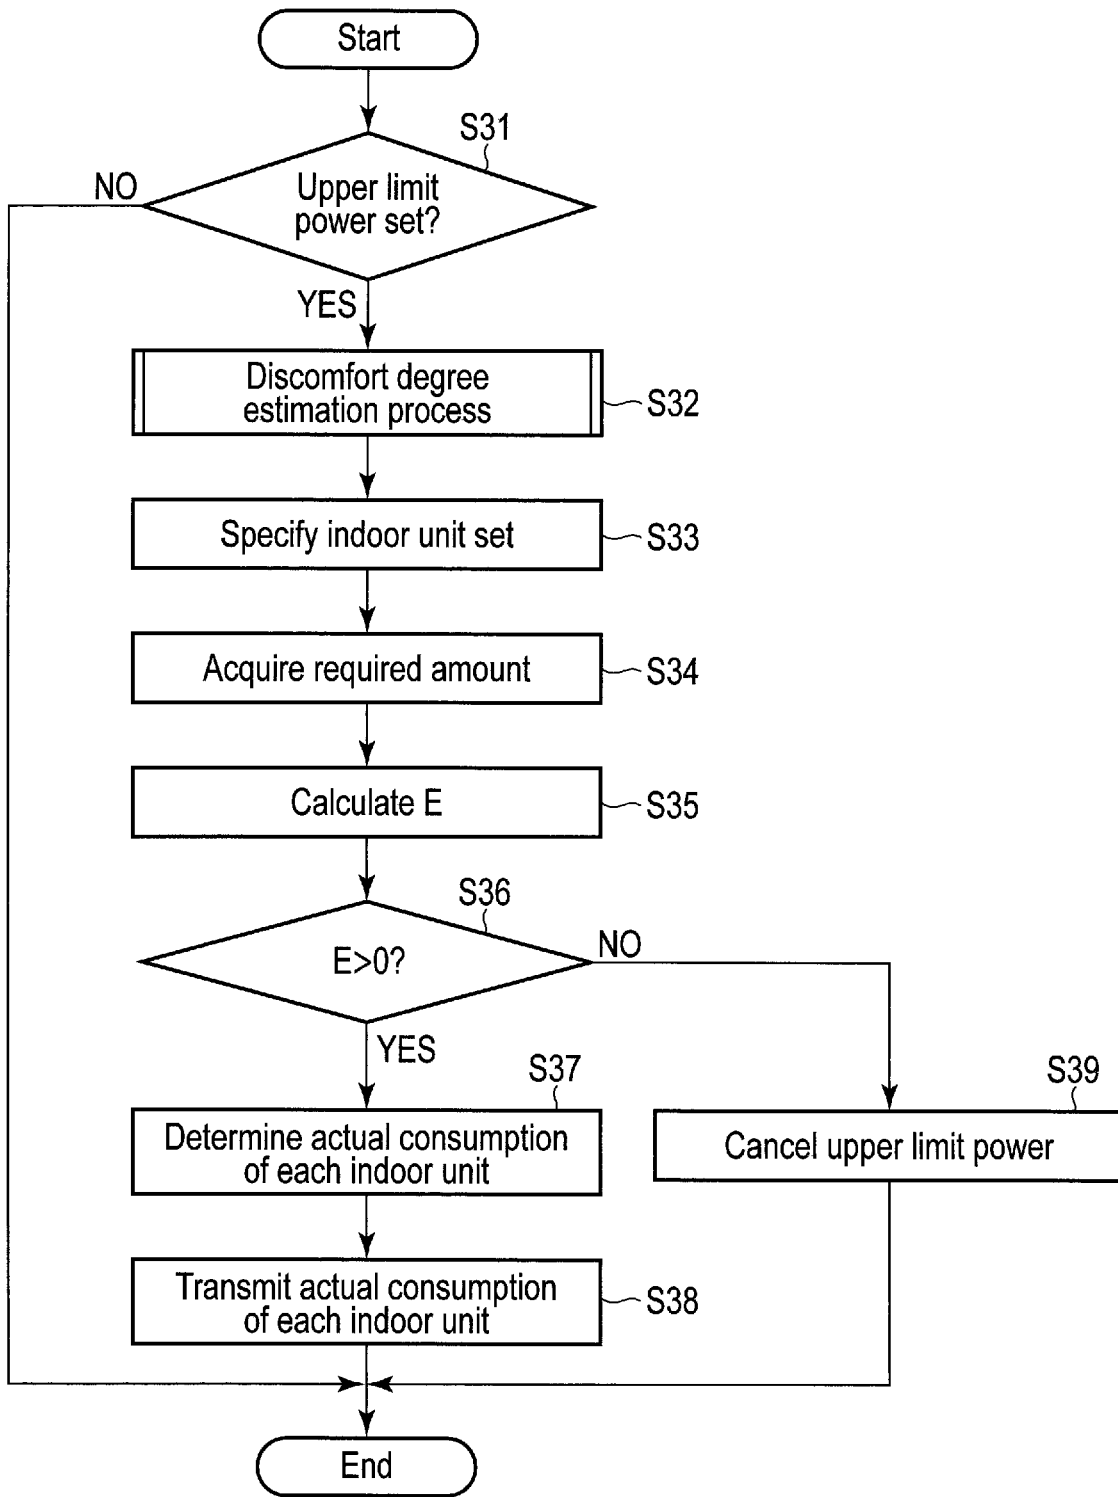 Start
S31
NO
Upper limit
power set?
YES
Discomfort degree
estimation process
S32
Specify indoor unit set
S33
Acquire required amount
S34
Calculate E
S35
S36
E>0?
NO
YES
S37
Determine actual consumption
of each indoor unit
S39
Cancel upper limit power
Transmit actual consumption
of each indoor unit
S38
End